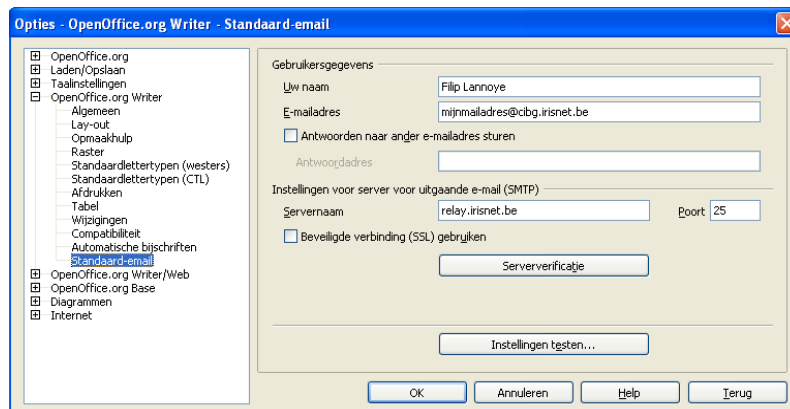 Opties - OpenOffice.org Writer - Standaard-email
OpenOffice.org
Laden/Opslaan
Taalinstellingen
OpenOffice.org Writer
Algemeen
Lay-out
Opmaakhulp
Raster
Standaardlettertypen (westers)
Standaardlettertypen (CTL)
Afdrukken
Tabel
Wijzigingen
Compatibiliteit
Automatische bijschriften
Standaard-email
OpenOffice.org Writer/Web
OpenOffice.org Base
Diagrammen
Internet
Gebruikersgegevens
Uw naam Filip Lannoye
E-mailadres mijnmailadres@cibg.irisnet.be
Antwoorden naar ander e-mailadres sturen
Antwoordadres
Instellingen voor server voor uitgaande e-mail (SMTP)
Servernaam relay.irisnet.be Poort 25
Beveiligde verbinding (SSL) gebruiken
Serververificatie
Instellingen testen...
OK Annuleren Help Terug